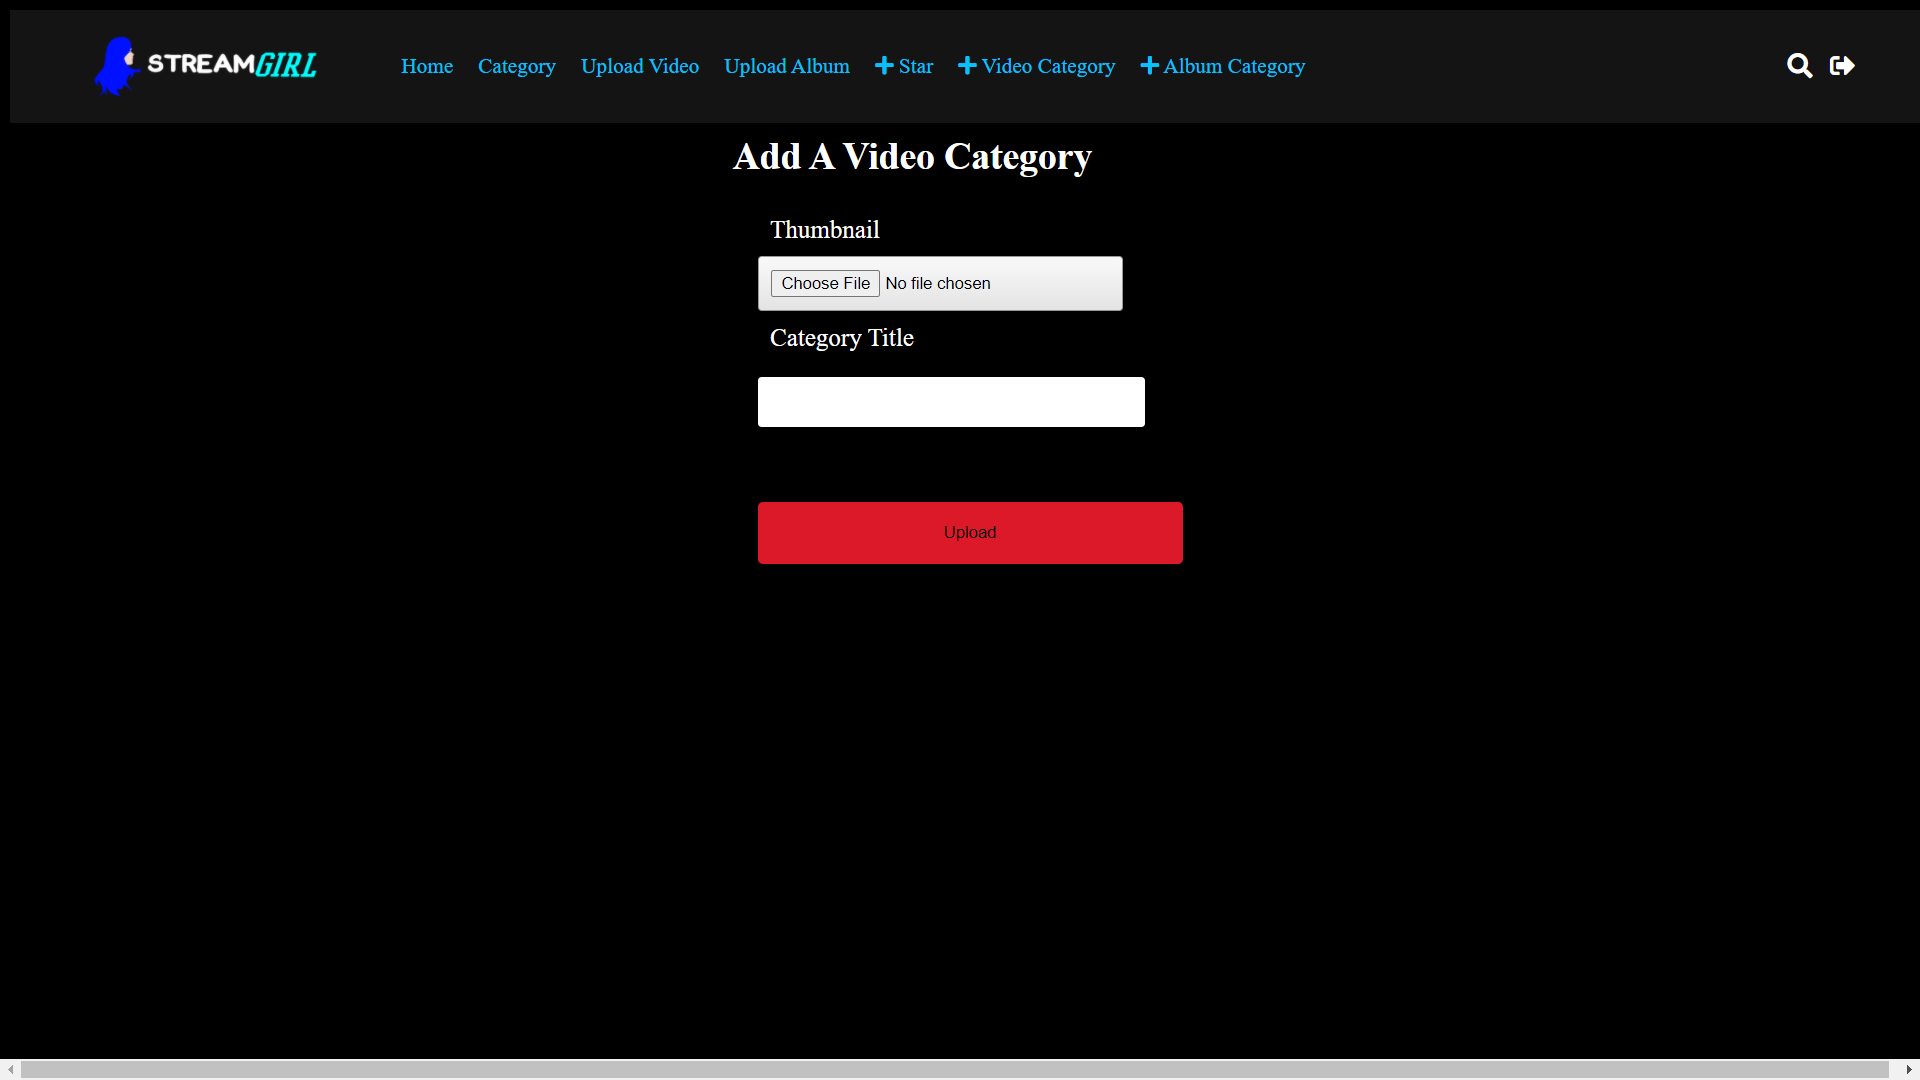 STREAMGIRL
Home Category Upload Video Upload Album Star Video Category Album Category
Add A Video Category
Thumbnail
Choose File No file chosen
Category Title
Upload